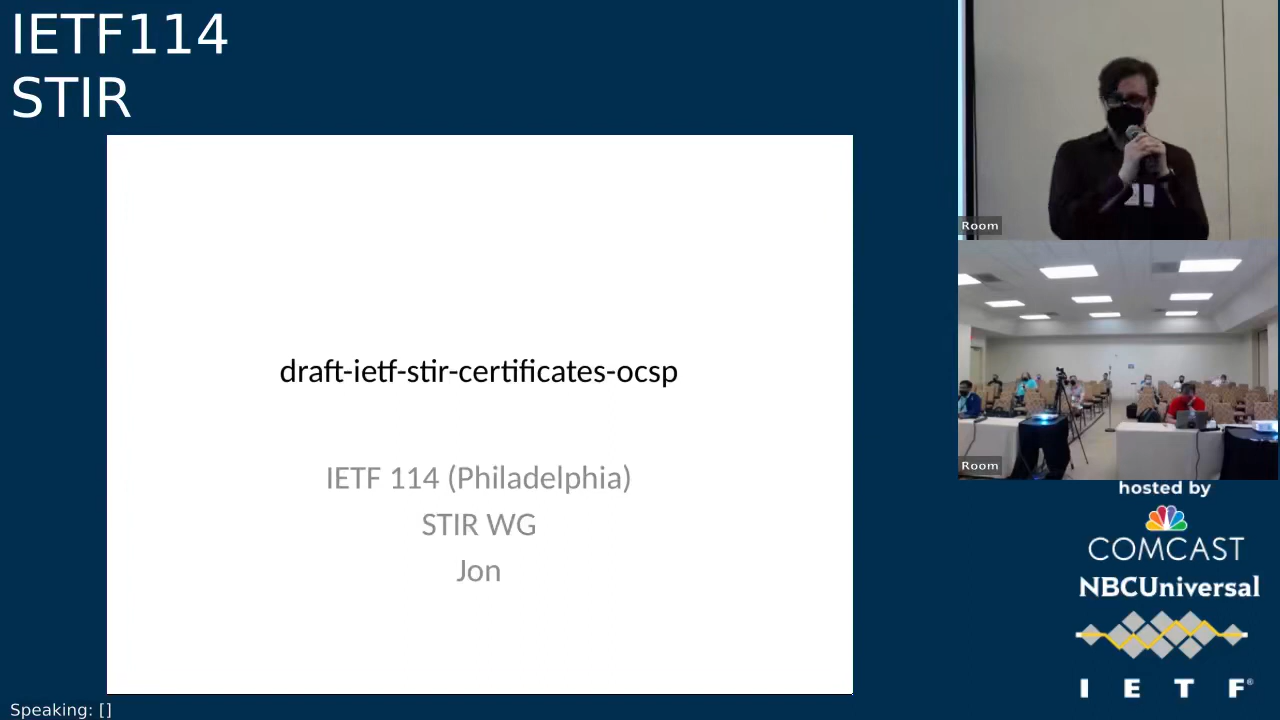 IETF114
STIR
draft-ietf-stir-certificates-ocsp
IETF 114 (Philadelphia)
STIR WG
Jon
Room
Room
hosted by
COMCAST
NBCUniversal
I E T F®
Speaking: []